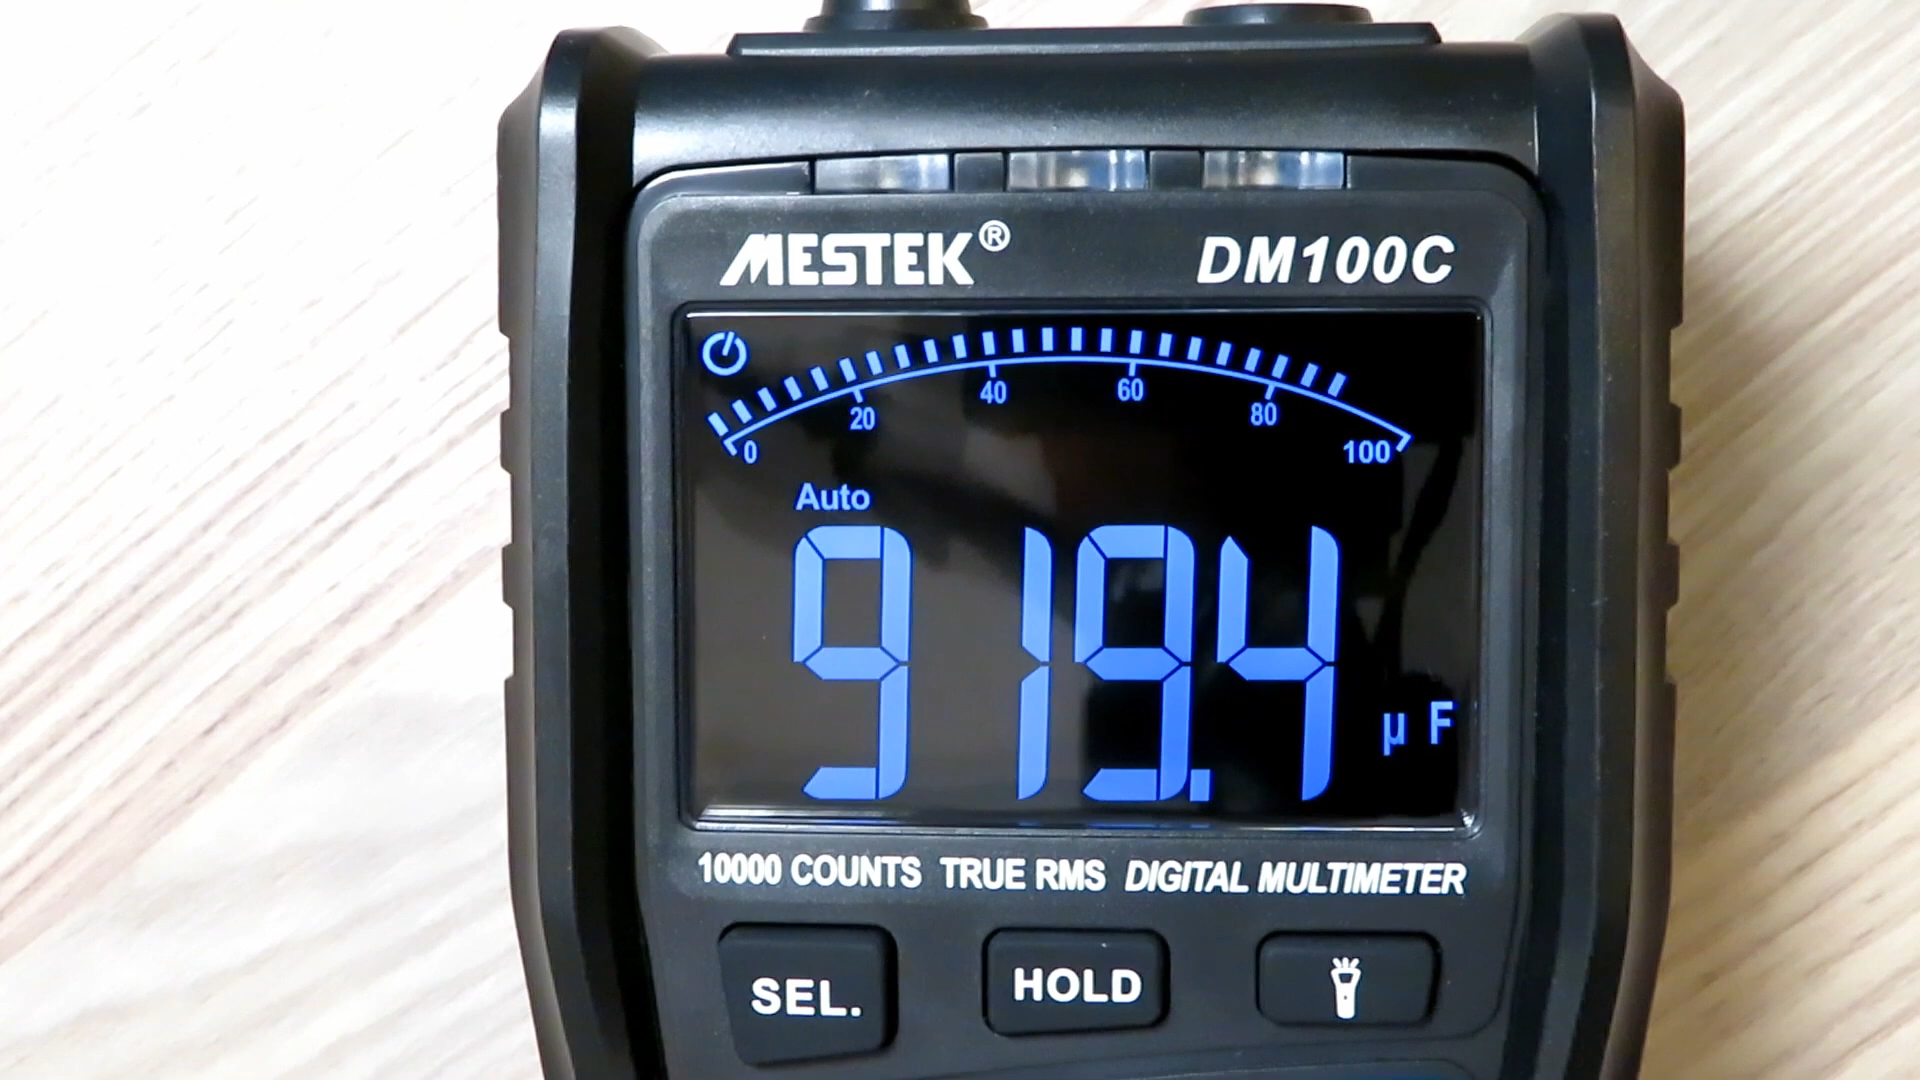 MESTEK® DM100C
0 20 40 60 80 100
Auto
919.4 µF
10000 COUNTS TRUE RMS DIGITAL MULTIMETER
SEL. HOLD